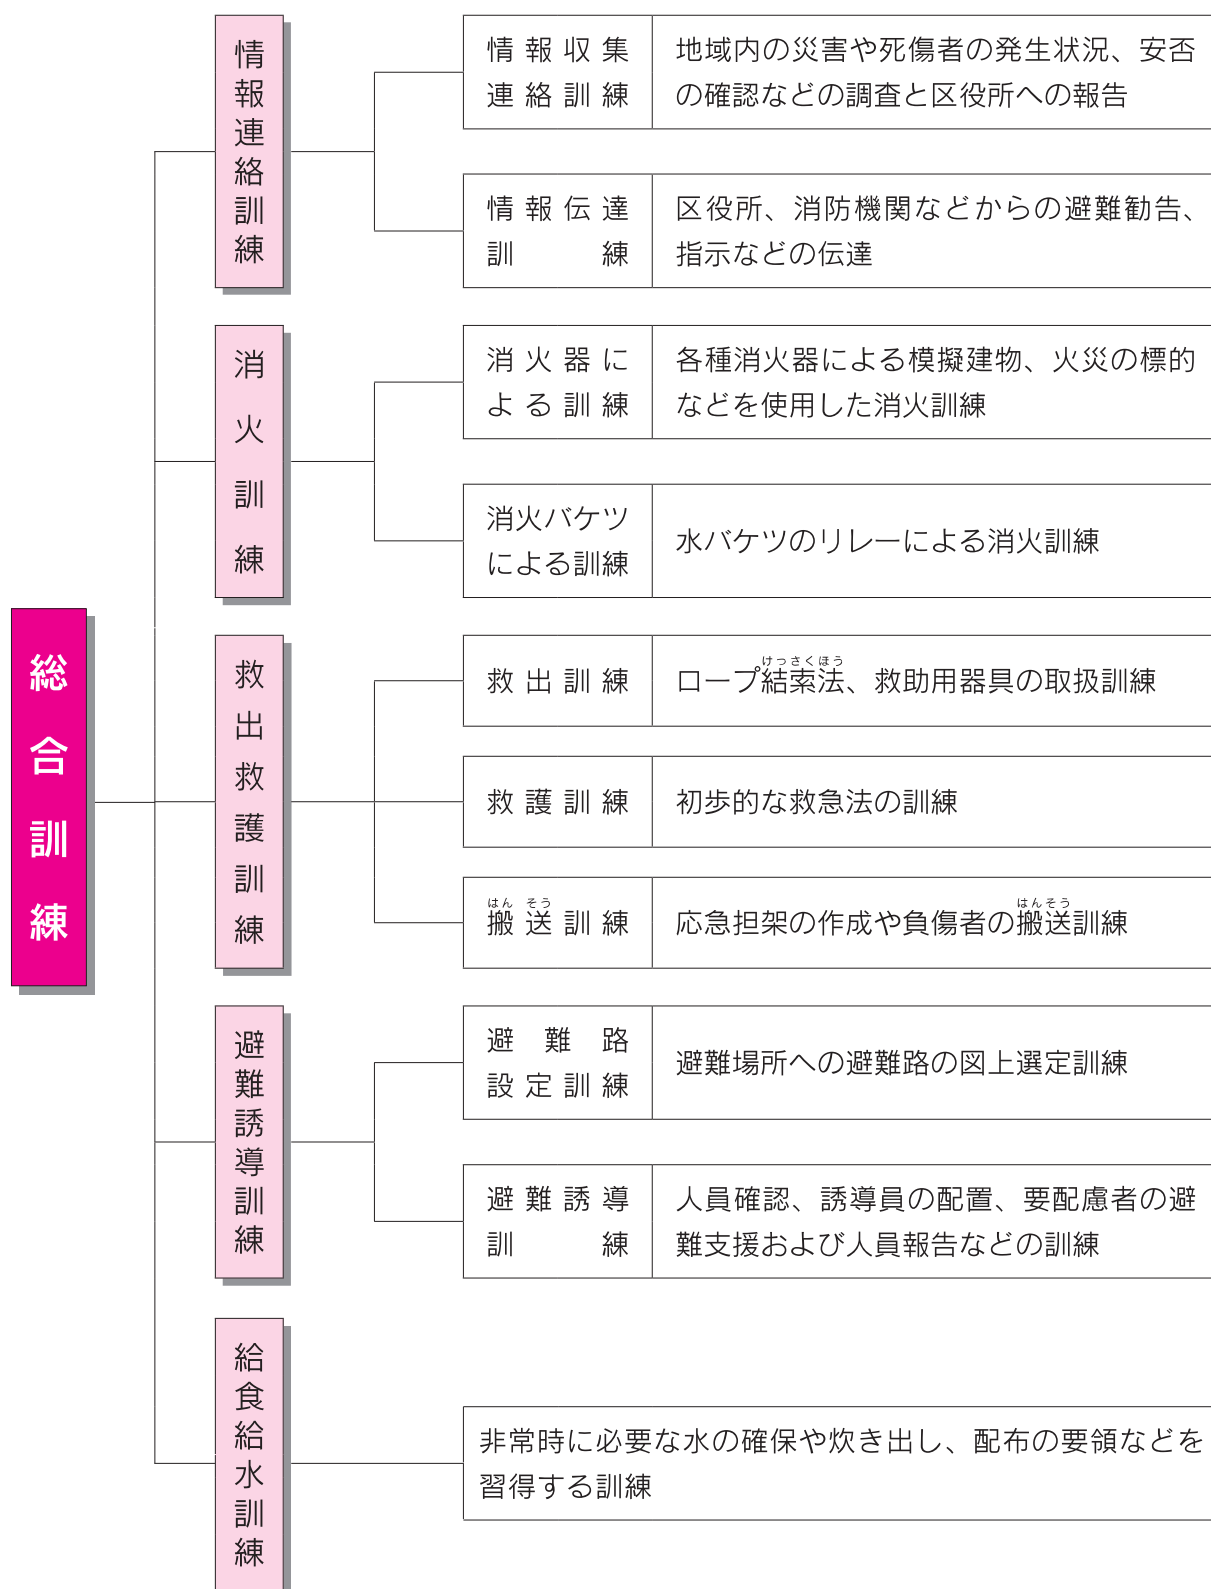 総合訓練
情報連絡訓練
情報収集
連絡訓練
地域内の災害や死傷者の発生状況、安否
の確認などの調査と区役所への報告
情報伝達
訓練
区役所、消防機関などからの避難勧告、
指示などの伝達
消火訓練
消火器に
よる訓練
各種消火器による模擬建物、火災の標的
などを使用した消火訓練
消火バケツ
による訓練
水バケツのリレーによる消火訓練
救出救護訓練
救出訓練
けっさくほう
ロープ結索法、救助用器具の取扱訓練
救護訓練
初歩的な救急法の訓練
はんそう
搬送訓練
はんそう
応急担架の作成や負傷者の搬送訓練
避難誘導訓練
避難路
設定訓練
避難場所への避難路の図上選定訓練
避難誘導
訓練
人員確認、誘導員の配置、要配慮者の避
難支援および人員報告などの訓練
給食給水訓練
非常時に必要な水の確保や炊き出し、配布の要領などを
習得する訓練